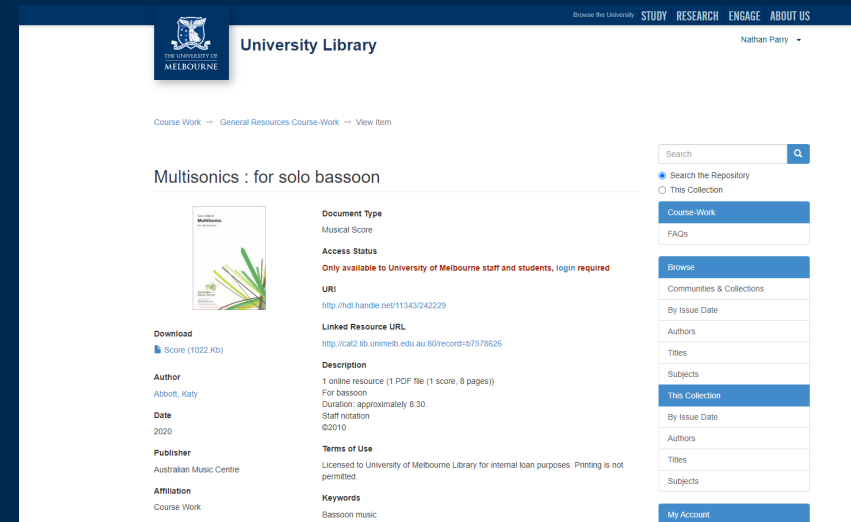 Browse the University STUDY RESEARCH ENGAGE ABOUT US
THE UNIVERSITY OF
MELBOURNE
University Library
Nathan Parry
Course Work → General Resources Course-Work → View Item
Multisonics : for solo bassoon
Katy Abbott
MultiSonics
Download
Score (1022.Kb)
Author
Abbott, Katy
Date
2020
Publisher
Australian Music Centre
Affiliation
Course Work
Document Type
Musical Score
Access Status
Only available to University of Melbourne staff and students, login required
URI
http://hdl.handle.net/11343/242229
Linked Resource URL
http://cat2.lib.unimelb.edu.au:80/record=b7578626
Description
1 online resource (1 PDF file (1 score, 8 pages))
For bassoon
Duration: approximately 8:30.
Staff notation
©2010
Terms of Use
Licensed to University of Melbourne Library for internal loan purposes. Printing is not
permitted.
Keywords
Bassoon music
Search
Search the Repository
This Collection
Course-Work
FAQs
Browse
Communities & Collections
By Issue Date
Authors
Titles
Subjects
This Collection
By Issue Date
Authors
Titles
Subjects
My Account